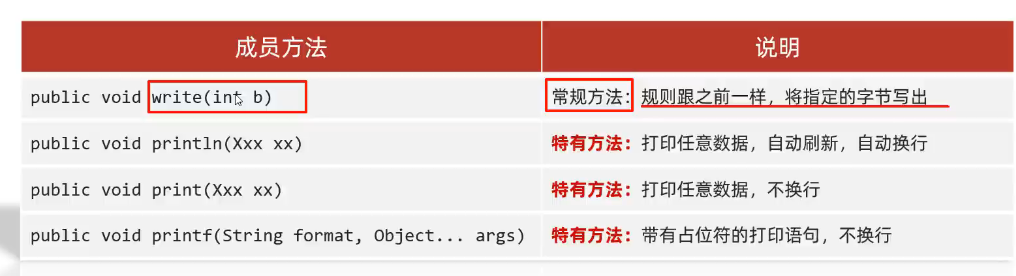 成员方法 说明
public void write(int b) 常规方法：规则跟之前一样，将指定的字节写出
public void println(Xxx xx) 特有方法：打印任意数据，自动刷新，自动换行
public void print(Xxx xx) 特有方法：打印任意数据，不换行
public void printf(String format, Object... args) 特有方法：带有占位符的打印语句，不换行